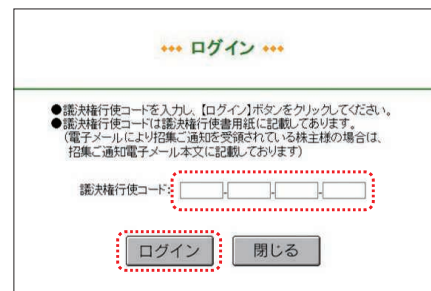 ログイン
●議決権行使コードを入力し、【ログイン】ボタンをクリックしてください。
●議決権行使コードは議決権行使書用紙に記載してあります。
（電子メールにより招集ご通知を受領されている株主様の場合は、
招集ご通知電子メール本文に記載しております）
議決権行使コード: - - -
ログイン 閉じる